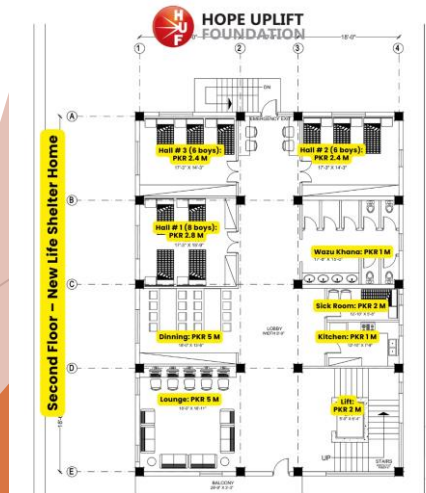 HUF
HOPE UPLIFT
FOUNDATION
18'-0"
1
2
3
4
Second Floor – New Life Shelter Home
DN
EMERGENCY EXIT
A
Hall # 3 (6 boys):
PKR 2.4 M
Hall # 2 (6 boys):
PKR 2.4 M
B
Hall # 1 (8 boys):
PKR 2.8 M
Wazu Khana: PKR 1 M
C
Sick Room: PKR 2 M
Dinning: PKR 5 M
LOBBY
Kitchen: PKR 1 M
D
Lounge: PKR 5 M
Lift:
PKR 2 M
UP
STAIRS
E
BALCONY